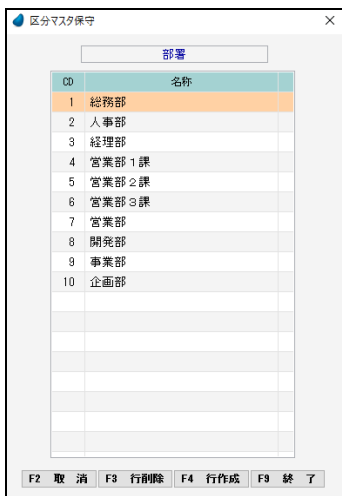 区分マスタ保守
部署
CD 名称
1 総務部
2 人事部
3 経理部
4 営業部１課
5 営業部２課
6 営業部３課
7 営業部
8 開発部
9 事業部
10 企画部
F2 取 消 F3 行削除 F4 行作成 F9 終 了